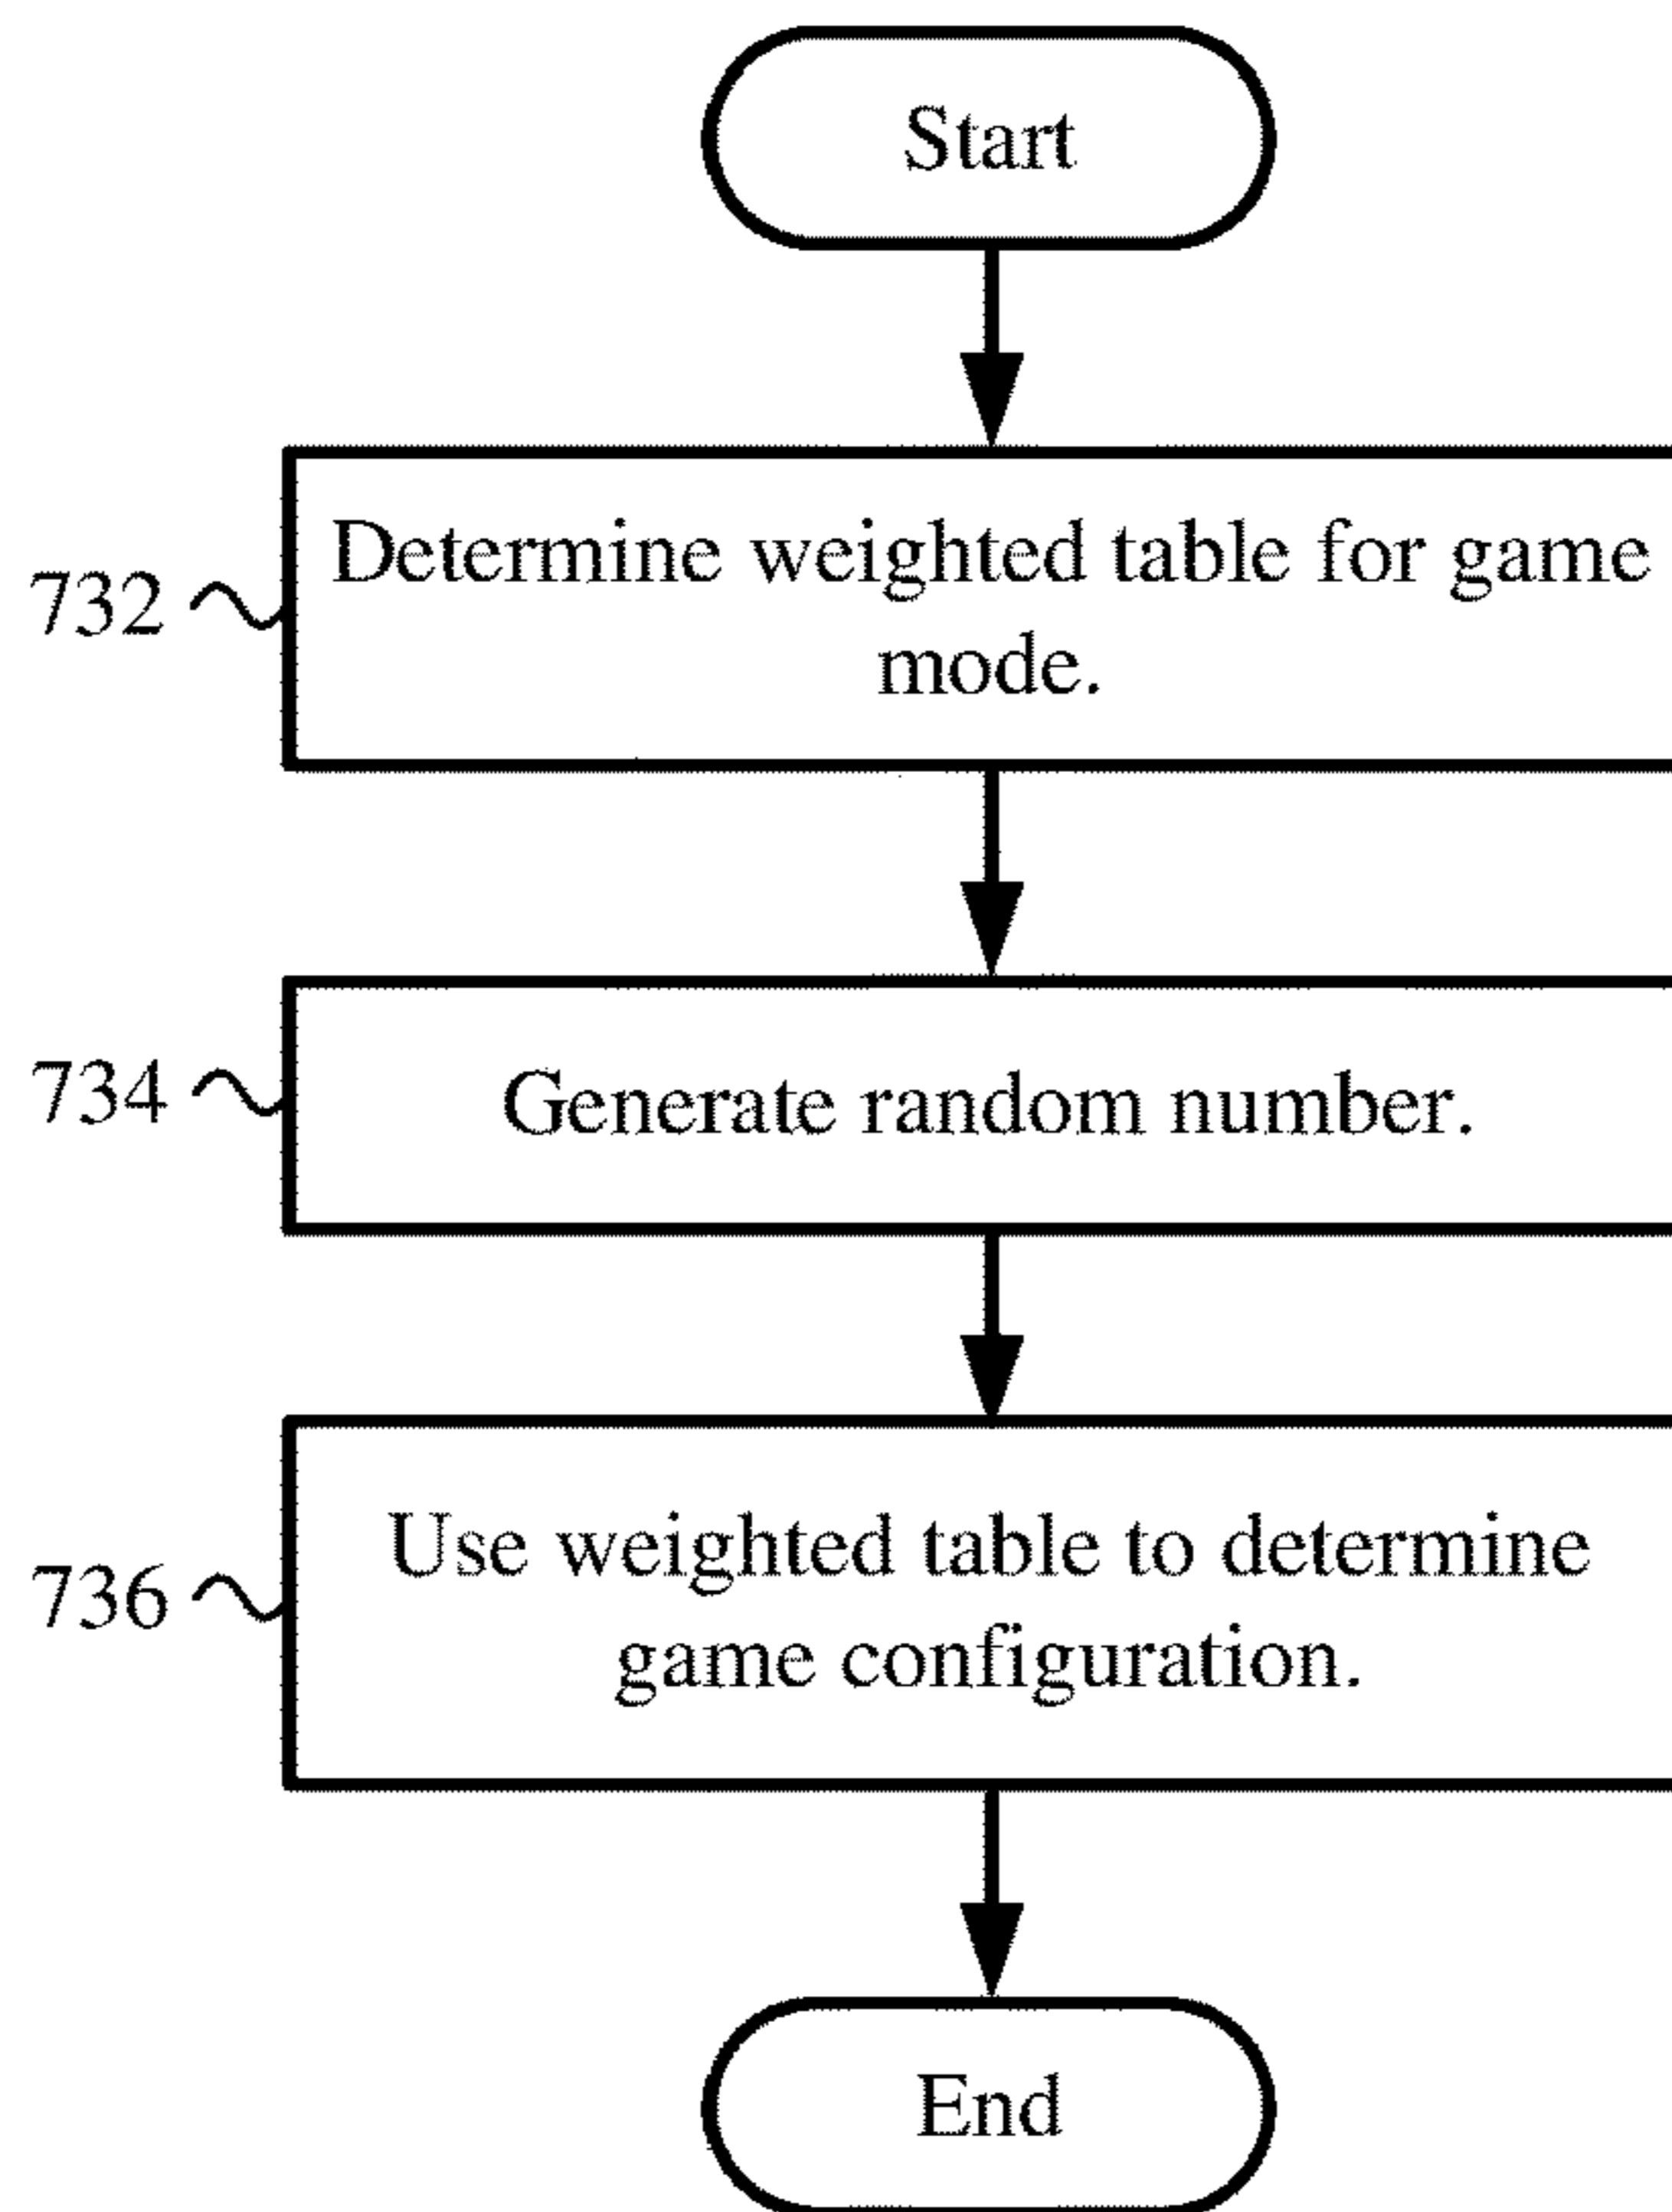 Start
732
Determine weighted table for game
mode.
734
Generate random number.
736
Use weighted table to determine
game configuration.
End